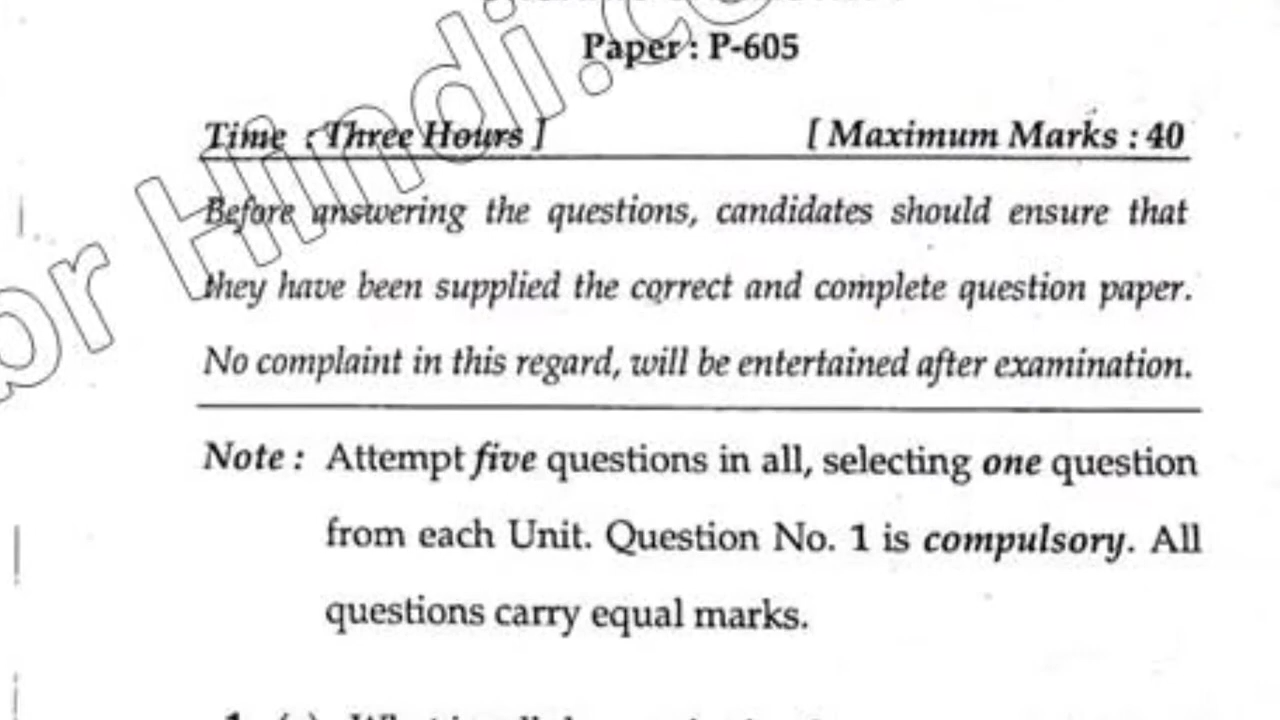 Paper : P-605
Time : Three Hours ] [ Maximum Marks : 40
Before answering the questions, candidates should ensure that
they have been supplied the correct and complete question paper.
No complaint in this regard, will be entertained after examination.
Note : Attempt five questions in all, selecting one question
from each Unit. Question No. 1 is compulsory. All
questions carry equal marks.
or Hindi.co